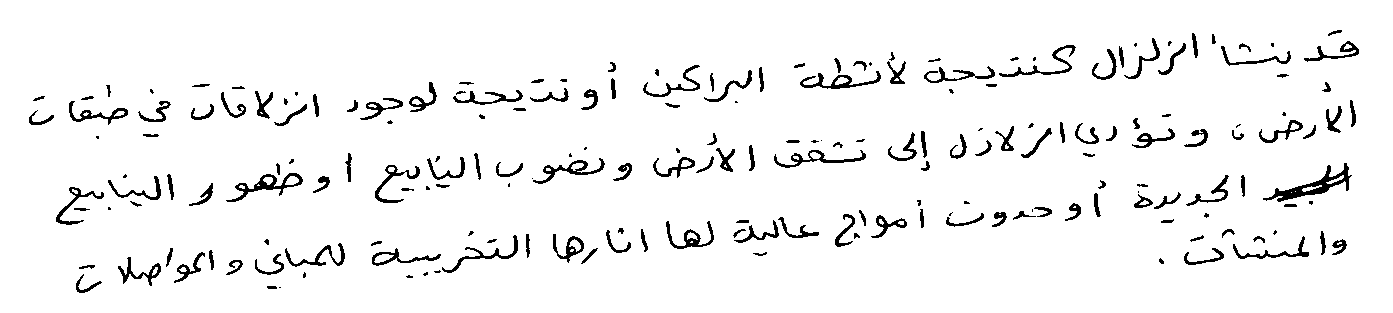 قد ينشأ الزلزال كنتيجة لأنشطة البراكين أو نتيجة لوجود انزلاقات في طبقات
الأرض، وتؤدي الزلازل إلى تشقق الأرض ونضوب الينابيع أو ظهور الينابيع
الجديدة أو حدوث أمواج عالية لها اثارها التخريبية للمباني والمواصلات
والمنشآت.